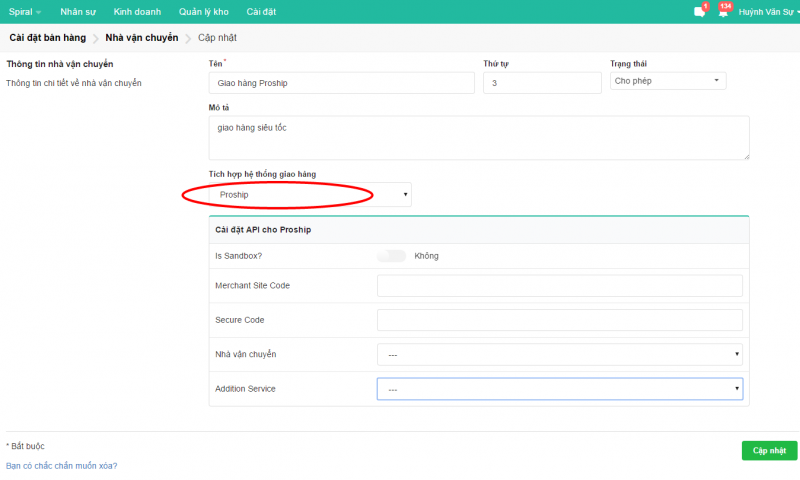 Spiral Nhân sự Kinh doanh Quản lý kho Cài đặt 1 134 Huỳnh Văn Sự
Cài đặt bán hàng Nhà vận chuyển Cập nhật
Thông tin nhà vận chuyển
Thông tin chi tiết về nhà vận chuyển
Tên * Thứ tự Trạng thái
Giao hàng Proship 3 Cho phép
Mô tả
giao hàng siêu tốc
Tích hợp hệ thống giao hàng
Proship
Cài đặt API cho Proship
Is Sandbox? Không
Merchant Site Code
Secure Code
Nhà vận chuyển ---
Addition Service ---
* Bắt buộc
Cập nhật
Bạn có chắc chắn muốn xóa?